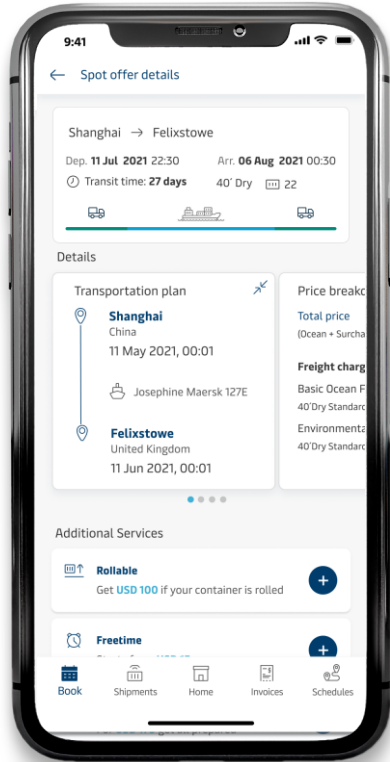 9:41
← Spot offer details
Shanghai → Felixstowe
Dep. 11 Jul 2021 22:30 Arr. 06 Aug 2021 00:30
Transit time: 27 days 40' Dry 22
Details
Transportation plan
Shanghai
China
11 May 2021, 00:01
Josephine Maersk 127E
Felixstowe
United Kingdom
11 Jun 2021, 00:01
Price breakd
Total price
(Ocean + Surcha
Freight charg
Basic Ocean F
40'Dry Standard
Environmenta
40'Dry Standard
Additional Services
Rollable
Get USD 100 if your container is rolled
Freetime
Book Shipments Home Invoices Schedules